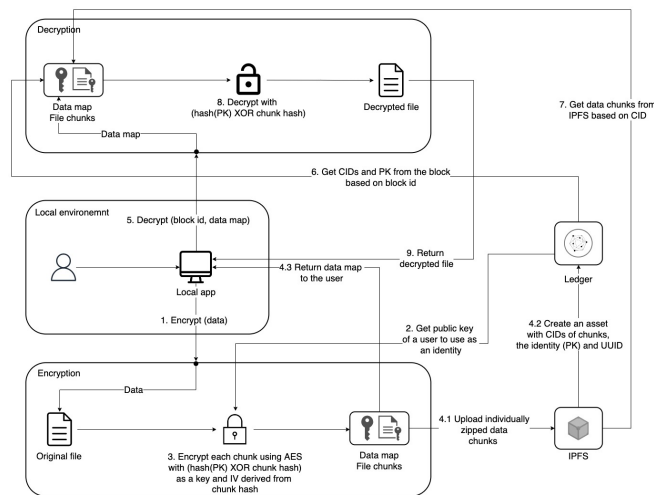 Decryption
Data map
File chunks
8. Decrypt with
(hash(PK) XOR chunk hash)
Decrypted file
7. Get data chunks from
IPFS based on CID
Data map
6. Get CIDs and PK from the block
based on block id
Local environemnt
5. Decrypt (block id, data map)
9. Return
decrypted file
4.3 Return data map
to the user
Local app
Ledger
1. Encrypt (data)
2. Get public key
of a user to use as
an identity
4.2 Create an asset
with CIDs of chunks,
the identity (PK) and UUID
Encryption
Data
4.1 Upload individually
zipped data
chunks
Original file
3. Encrypt each chunk using AES
with (hash(PK) XOR chunk hash)
as a key and IV derived from
chunk hash
Data map
File chunks
IPFS